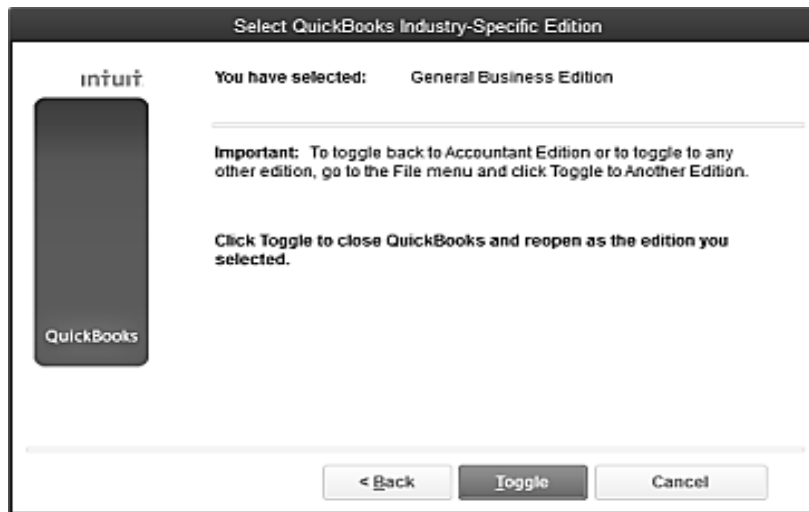 Select QuickBooks Industry-Specific Edition
intuit.
You have selected: General Business Edition
Important: To toggle back to Accountant Edition or to toggle to any
other edition, go to the File menu and click Toggle to Another Edition.
Click Toggle to close QuickBooks and reopen as the edition you
selected.
QuickBooks
< Back Toggle Cancel